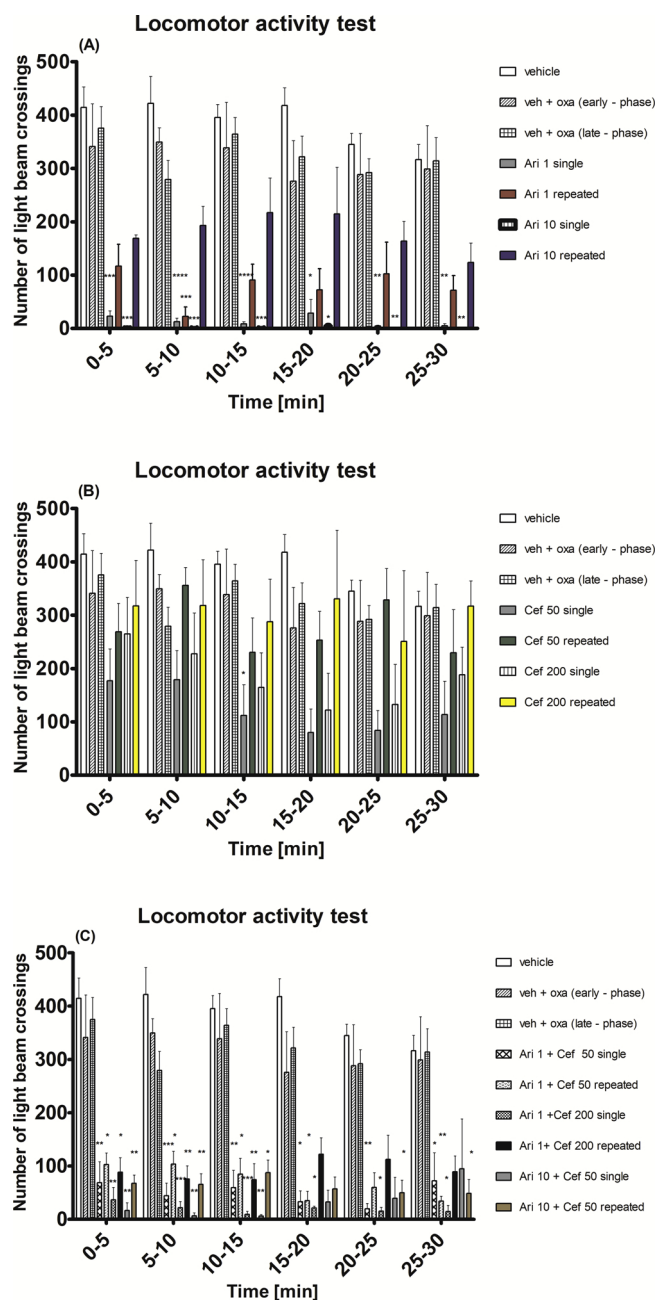 Locomotor activity test
(A)
Number of light beam crossings
500
400
300
200
100
0
vehicle
veh + oxa (early - phase)
veh + oxa (late - phase)
Ari 1 single
Ari 1 repeated
Ari 10 single
Ari 10 repeated
*** *** **** *** *** **** *** * * ** ** ** **
0-5 5-10 10-15 15-20 20-25 25-30
Time [min]
Locomotor activity test
(B)
Number of light beam crossings
500
400
300
200
100
0
vehicle
veh + oxa (early - phase)
veh + oxa (late - phase)
Cef 50 single
Cef 50 repeated
Cef 200 single
Cef 200 repeated
*
0-5 5-10 10-15 15-20 20-25 25-30
Time [min]
Locomotor activity test
(C)
Number of light beam crossings
500
400
300
200
100
0
vehicle
veh + oxa (early - phase)
veh + oxa (late - phase)
Ari 1 + Cef 50 single
Ari 1 + Cef 50 repeated
Ari 1 +Cef 200 single
Ari 1+ Cef 200 repeated
Ari 10 + Cef 50 single
Ari 10 + Cef 50 repeated
** * ** * ** ** *** * *** ** ** ** ** * *** ** ** * * * * ** * * * ** * *
0-5 5-10 10-15 15-20 20-25 25-30
Time [min]